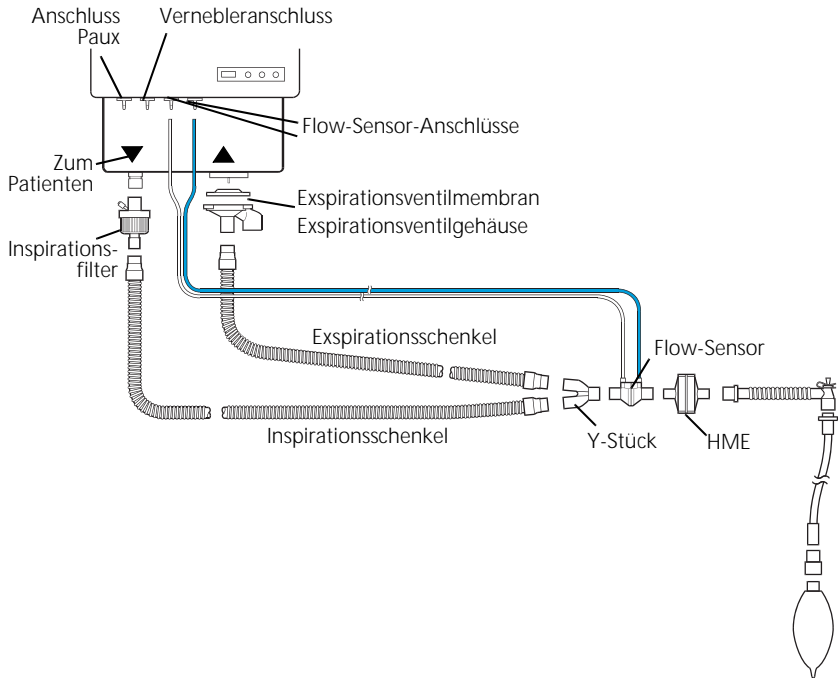 Anschluss
Paux
Vernebleranschluss
Flow-Sensor-Anschlüsse
Zum
Patienten
Exspirationsventilmembran
Exspirationsventilgehäuse
Inspirations-
filter
Exspirationsschenkel
Flow-Sensor
Inspirationsschenkel
Y-Stück
HME